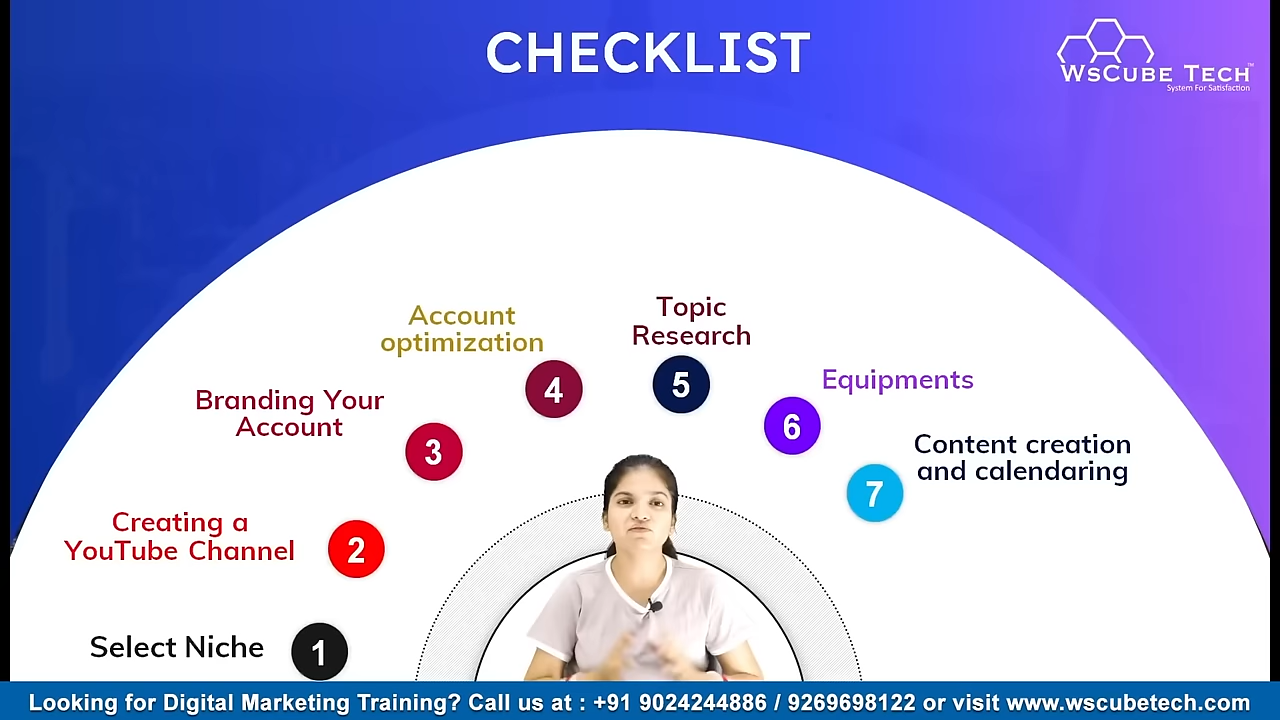 CHECKLIST
WSCUBE TECH™
System For Satisfaction
Account
optimization
Topic
Research
Branding Your
Account
Equipments
Content creation
and calendaring
Creating a
YouTube Channel
Select Niche
4
5
3
6
7
2
1
Looking for Digital Marketing Training? Call us at : +91 9024244886 / 9269698122 or visit www.wscubetech.com